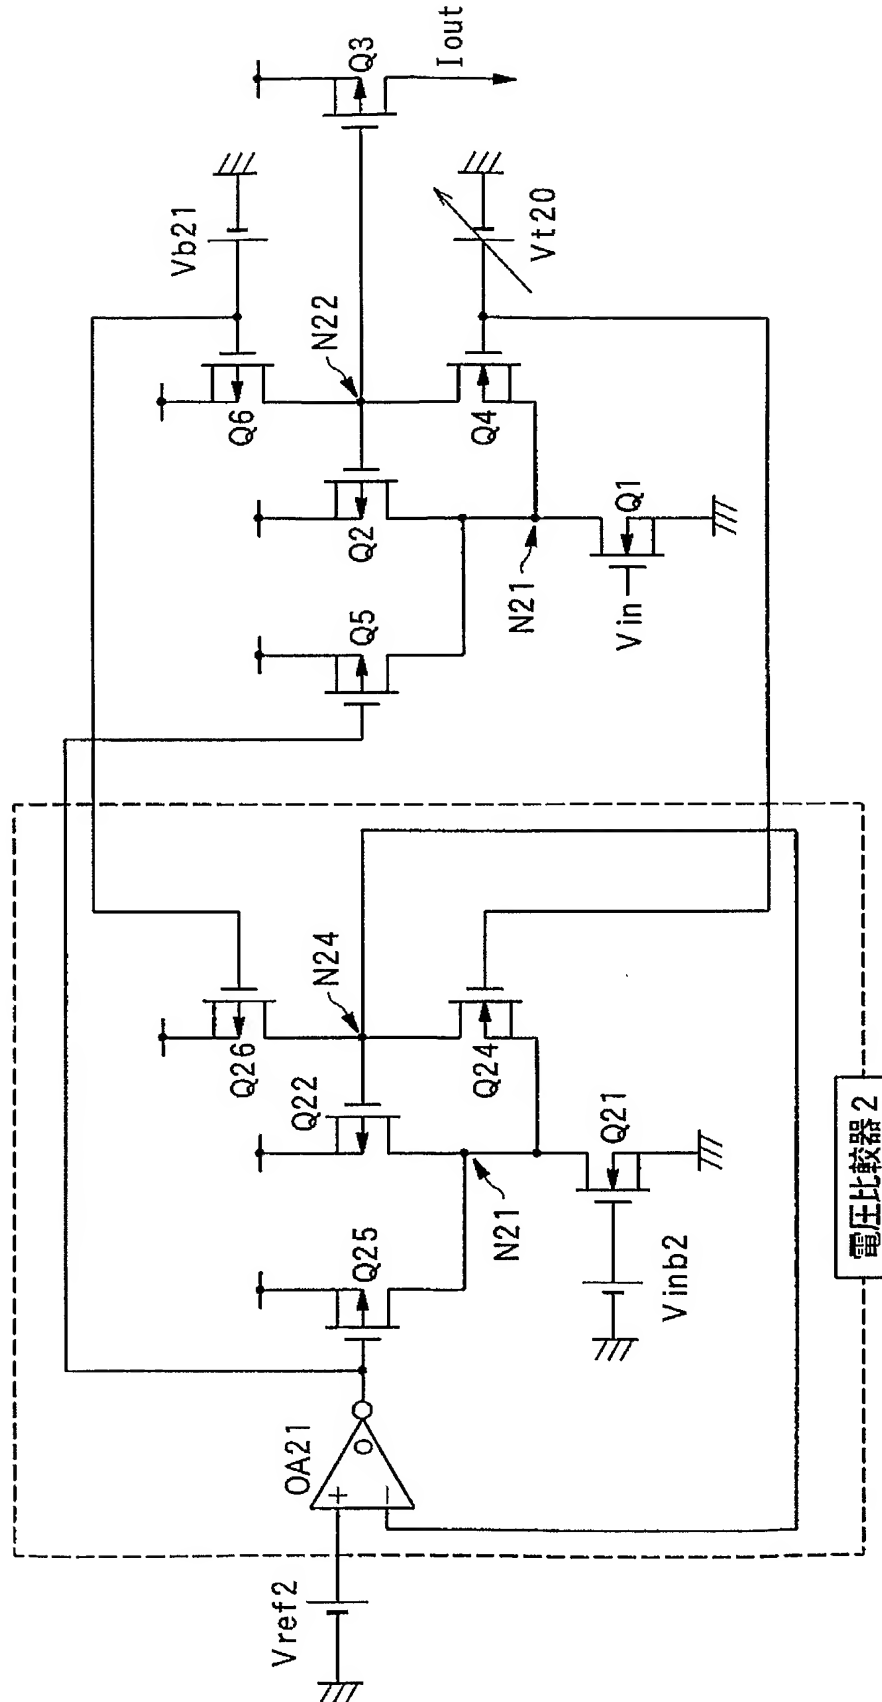 Vref2
OA21
+
−
O
Q25
Q22
Q26
N24
N21
Q24
Q21
Vinb2
電圧比較器2
Q5
Q2
Q6
N22
Vb21
Q3
Iout
Q4
Vt20
N21
Q1
Vin